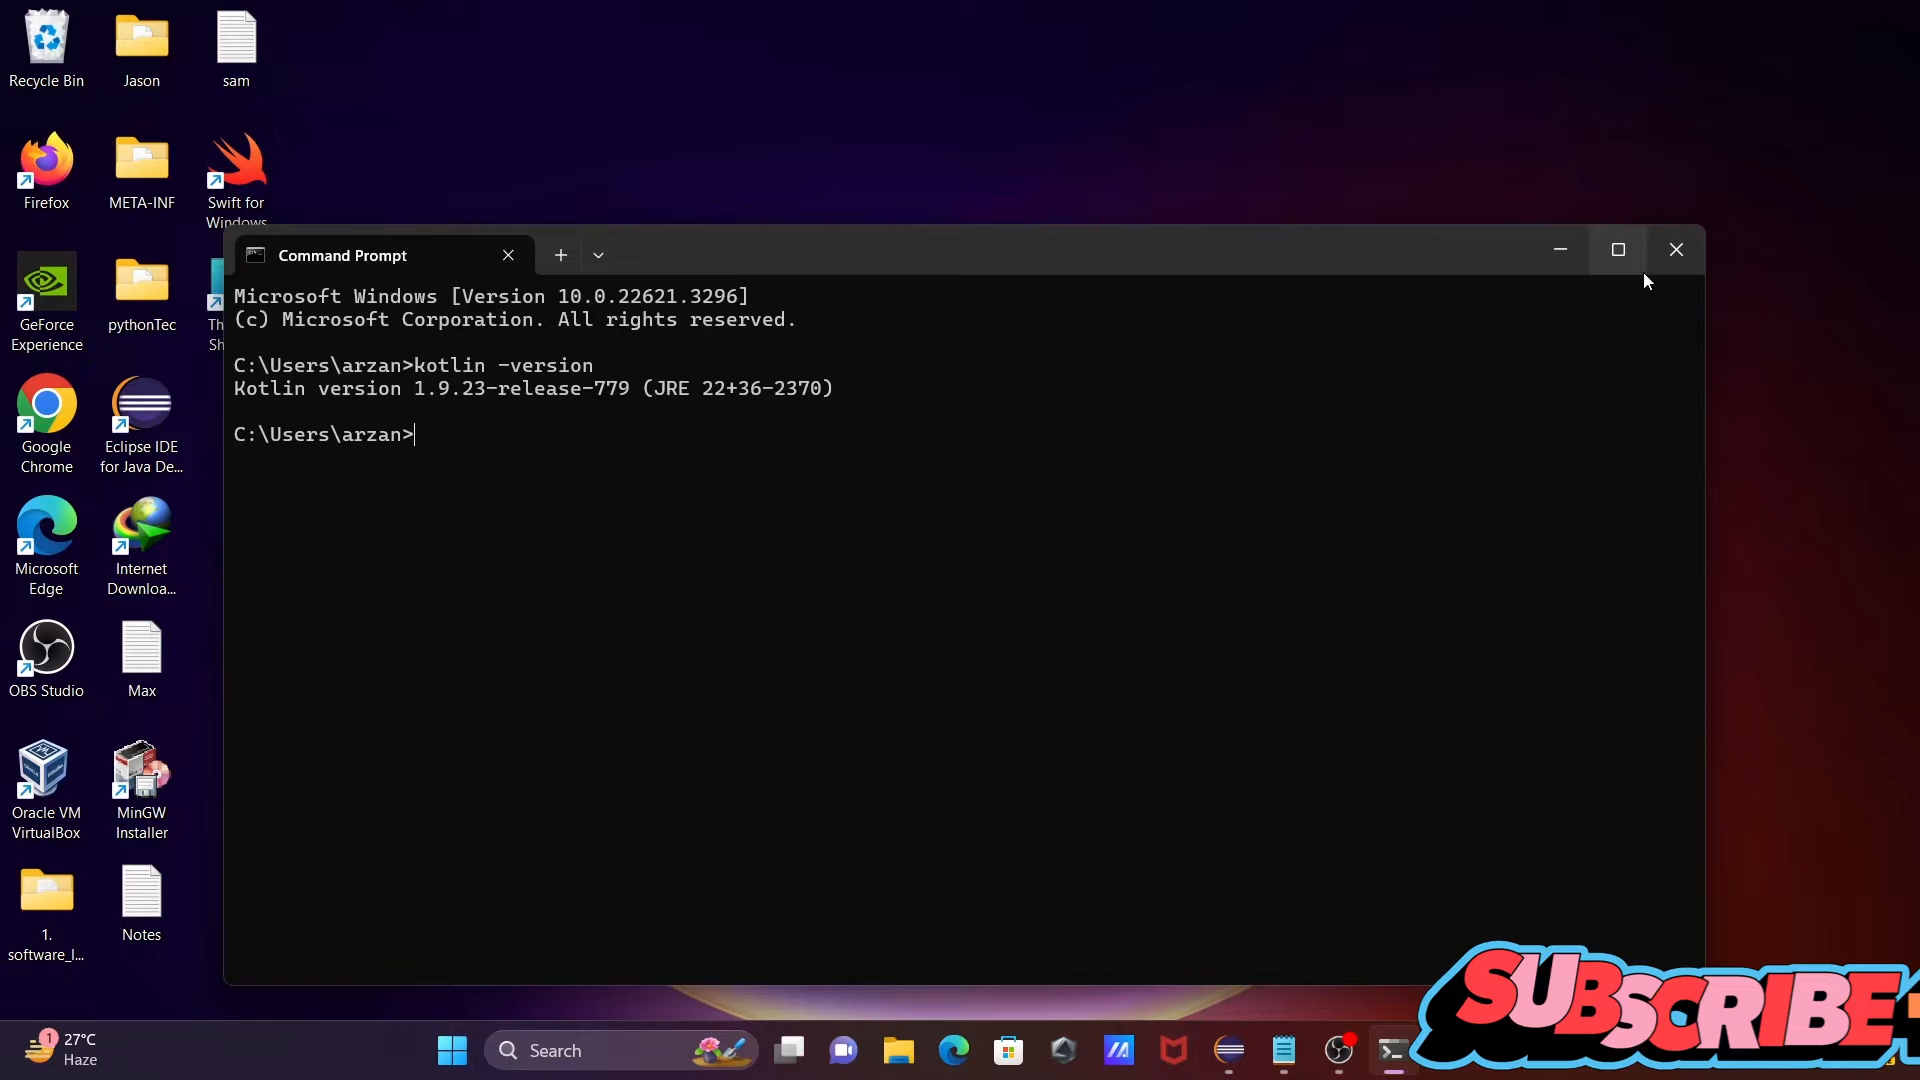 Recycle Bin
Jason
sam
Firefox
META-INF
Swift for
Windows
GeForce
Experience
pythonTec
Th
Sh
Google
Chrome
Eclipse IDE
for Java De...
Microsoft
Edge
Internet
Downloa...
OBS Studio
Max
Oracle VM
VirtualBox
MinGW
Installer
1.
software_l...
Notes
Command Prompt
Microsoft Windows [Version 10.0.22621.3296]
(c) Microsoft Corporation. All rights reserved.
C:\Users\arzan>kotlin -version
Kotlin version 1.9.23-release-779 (JRE 22+36-2370)
C:\Users\arzan>
SUBSCRIBE
1
27°C
Haze
Search